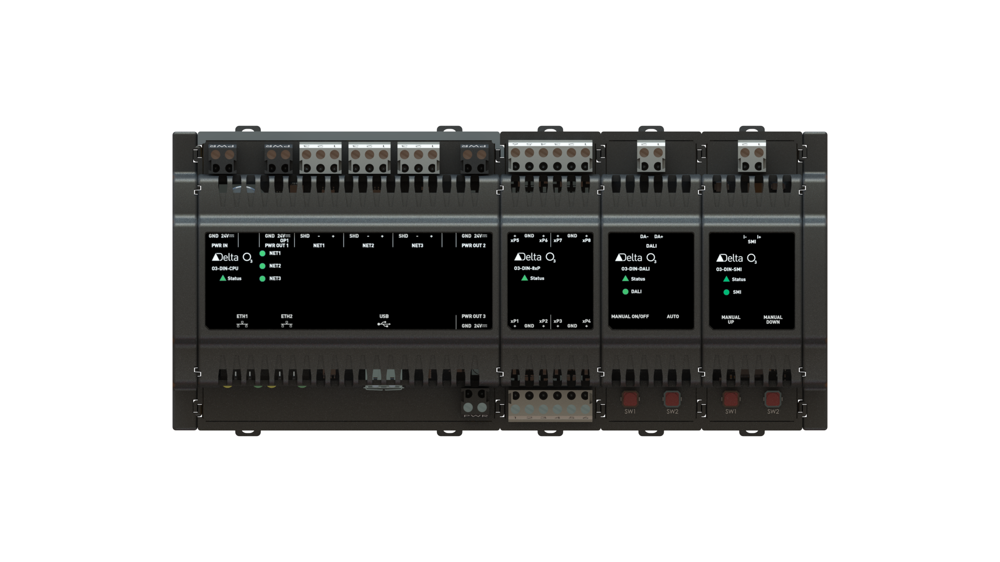 PWR
PWR
3 2 1
3 2 1
3 2 1
PWR
6 5 4 3 2 1
2 1
2 1
GND 24V
PWR IN
GND 24V
OP1
PWR OUT 1
SHD - +
NET1
SHD - +
NET2
SHD - +
NET3
GND 24V
PWR OUT 2
Delta O3
O3-DIN-CPU
Status
NET1
NET2
NET3
ETH1
ETH2
USB
PWR OUT 3
GND 24V
PWR
+ GND + + GND +
xP5 xP6 xP7 xP8
Delta O3
O3-DIN-8xP
Status
xP1 xP2 xP3 xP4
+ GND + + GND +
1 2 3 4 5 6
DA- DA+
DALI
Delta O3
O3-DIN-DALI
Status
DALI
MANUAL ON/OFF AUTO
SW1 SW2
I- I+
SMI
Delta O3
O3-DIN-SMI
Status
SMI
MANUAL UP
MANUAL DOWN
SW1 SW2